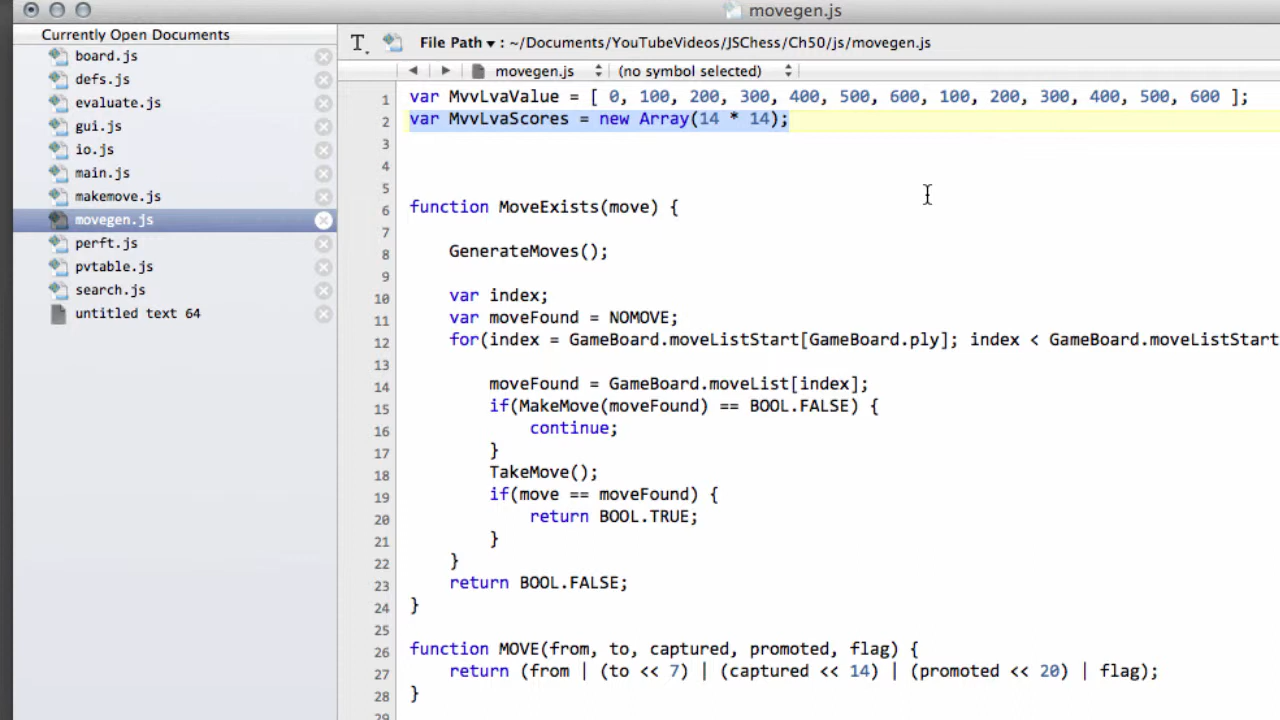 movegen.js
Currently Open Documents
board.js
defs.js
evaluate.js
gui.js
io.js
main.js
makemove.js
movegen.js
perft.js
pvtable.js
search.js
untitled text 64
T. File Path ▾ : ~/Documents/YouTubeVideos/JSChess/Ch50/js/movegen.js
movegen.js (no symbol selected)
1 var MvvLvaValue = [ 0, 100, 200, 300, 400, 500, 600, 100, 200, 300, 400, 500, 600 ];
2 var MvvLvaScores = new Array(14 * 14);
3
4
5
6 function MoveExists(move) {
7
8 GenerateMoves();
9
10 var index;
11 var moveFound = NOMOVE;
12 for(index = GameBoard.moveListStart[GameBoard.ply]; index < GameBoard.moveListStart
13
14 moveFound = GameBoard.moveList[index];
15 if(MakeMove(moveFound) == BOOL.FALSE) {
16 continue;
17 }
18 TakeMove();
19 if(move == moveFound) {
20 return BOOL.TRUE;
21 }
22 }
23 return BOOL.FALSE;
24 }
25
26 function MOVE(from, to, captured, promoted, flag) {
27 return (from | (to << 7) | (captured << 14) | (promoted << 20) | flag);
28 }
29